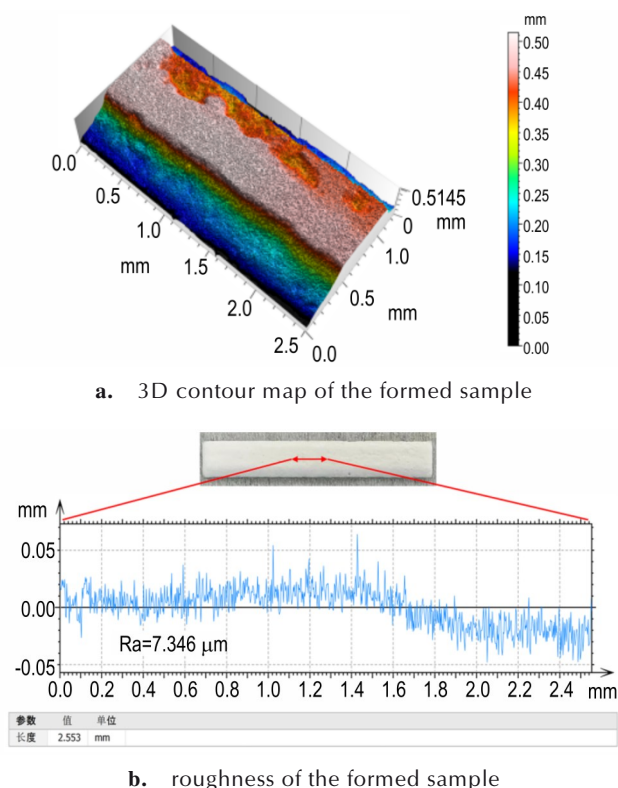 mm
0.50
0.45
0.40
0.35
0.30
0.25
0.20
0.15
0.10
0.05
0.00
0.0
0.5
1.0
1.5
2.0
2.5
mm
0.0
0.5
1.0
mm
0
0.5145
mm
a. 3D contour map of the formed sample
mm
0.05
0.00
-0.05
Ra=7.346 μm
0.0 0.2 0.4 0.6 0.8 1.0 1.2 1.4 1.6 1.8 2.0 2.2 2.4 mm
参数 值 单位
长度 2.553 mm
b. roughness of the formed sample